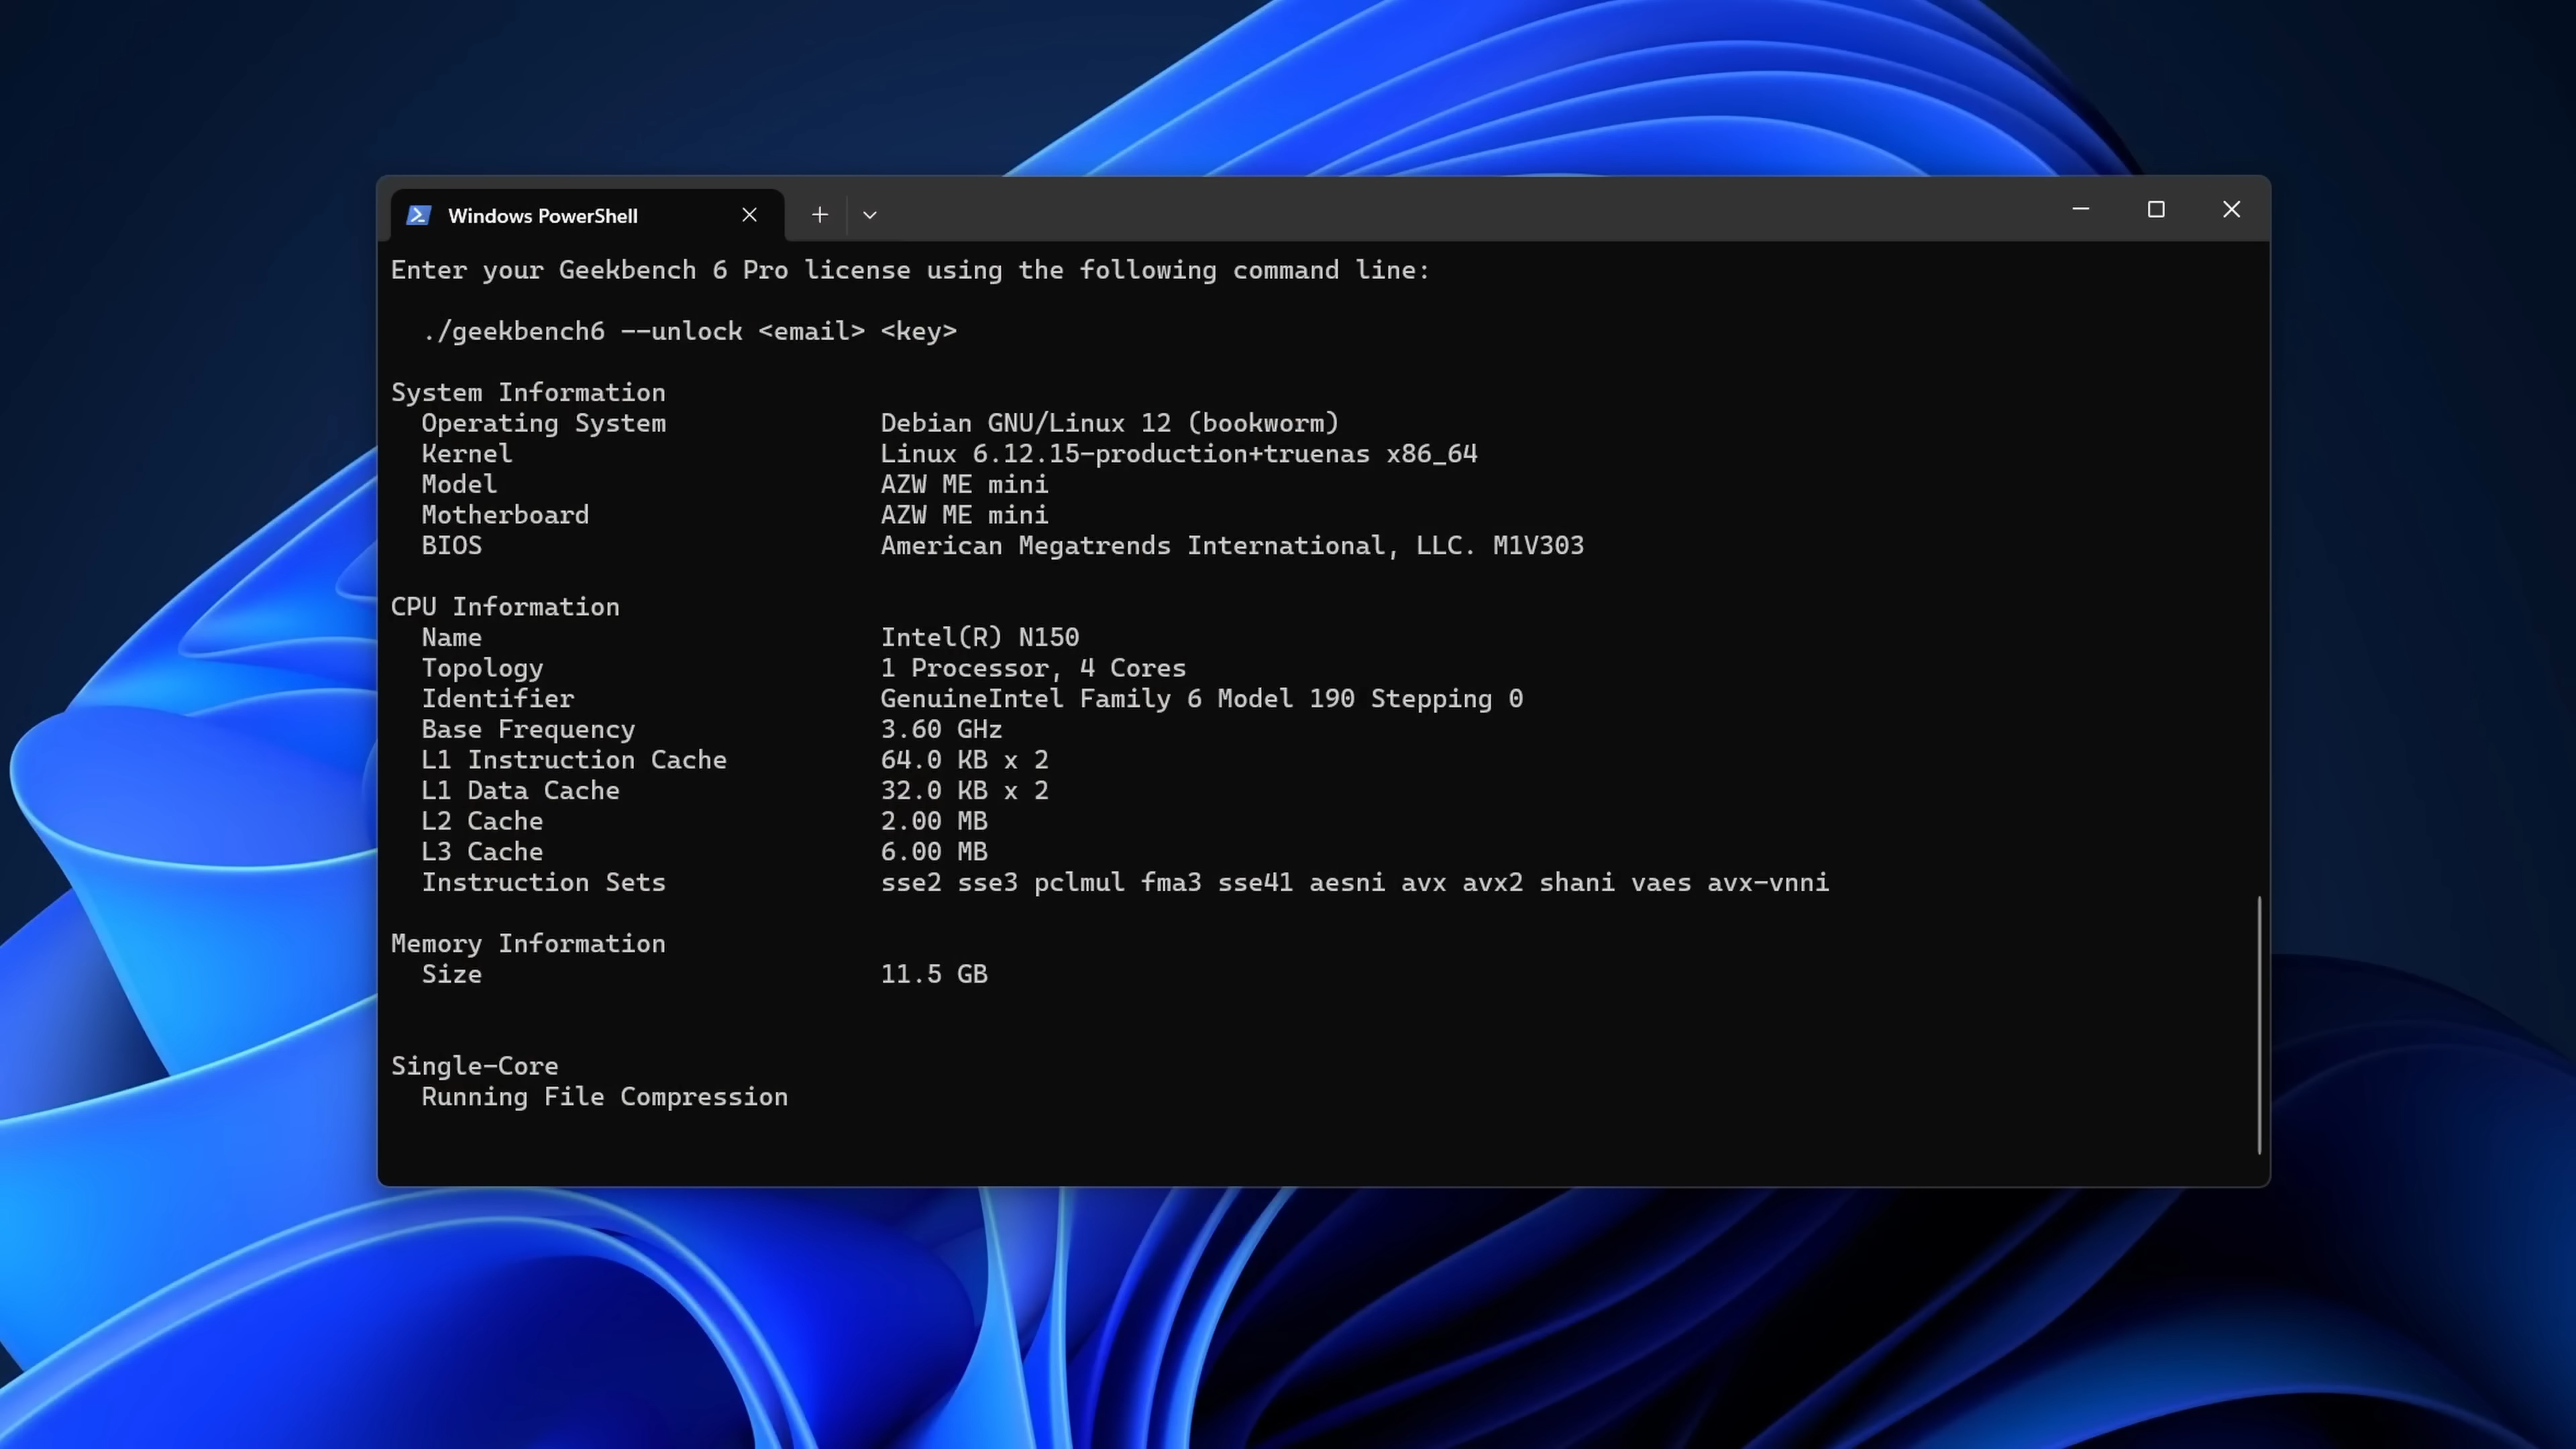 Windows PowerShell
Enter your Geekbench 6 Pro license using the following command line:
./geekbench6 --unlock <email> <key>
System Information
Operating System Debian GNU/Linux 12 (bookworm)
Kernel Linux 6.12.15-production+truenas x86_64
Model AZW ME mini
Motherboard AZW ME mini
BIOS American Megatrends International, LLC. M1V303
CPU Information
Name Intel(R) N150
Topology 1 Processor, 4 Cores
Identifier GenuineIntel Family 6 Model 190 Stepping 0
Base Frequency 3.60 GHz
L1 Instruction Cache 64.0 KB x 2
L1 Data Cache 32.0 KB x 2
L2 Cache 2.00 MB
L3 Cache 6.00 MB
Instruction Sets sse2 sse3 pclmul fma3 sse41 aesni avx avx2 shani vaes avx-vnni
Memory Information
Size 11.5 GB
Single-Core
Running File Compression